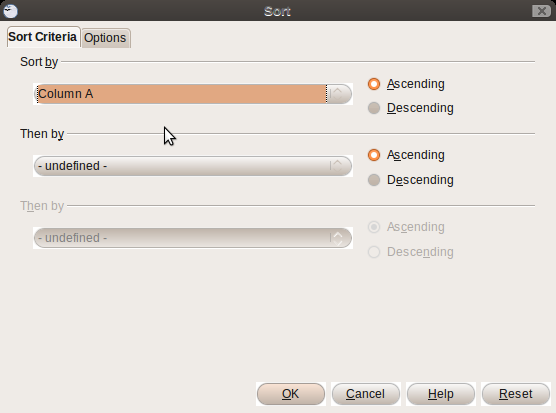 Sort
Sort Criteria Options
Sort by
Column A
Ascending
Descending
Then by
- undefined -
Ascending
Descending
Then by
- undefined -
Ascending
Descending
OK Cancel Help Reset